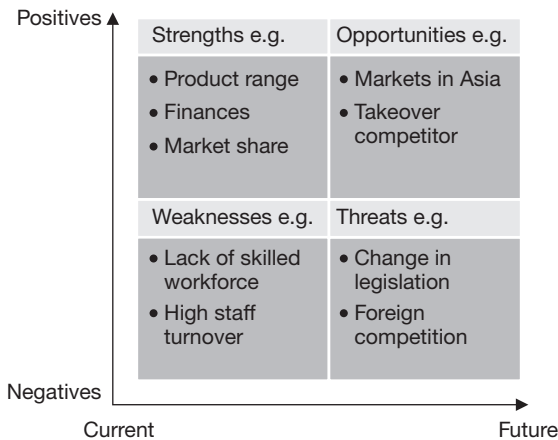 Positives
Strengths e.g.
• Product range
• Finances
• Market share
Opportunities e.g.
• Markets in Asia
• Takeover
competitor
Weaknesses e.g.
• Lack of skilled
workforce
• High staff
turnover
Threats e.g.
• Change in
legislation
• Foreign
competition
Negatives
Current
Future